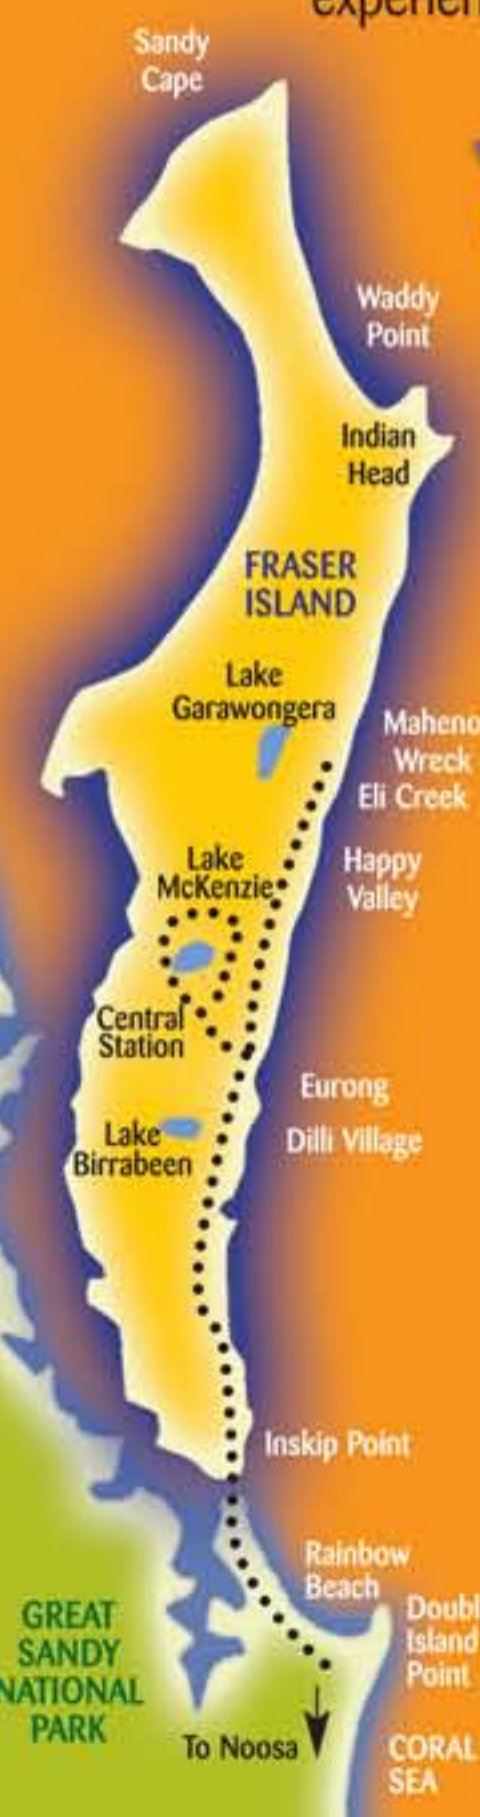 Sandy
Cape
Waddy
Point
Indian
Head
FRASER
ISLAND
Lake
Garawongera
Maheno
Wreck
Eli Creek
Happy
Valley
Lake
McKenzie
Central
Station
Eurong
Dilli Village
Lake
Birrabeen
Inskip Point
Rainbow
Beach
Doubl
Island
Point
GREAT
SANDY
NATIONAL
PARK
To Noosa
CORAL
SEA